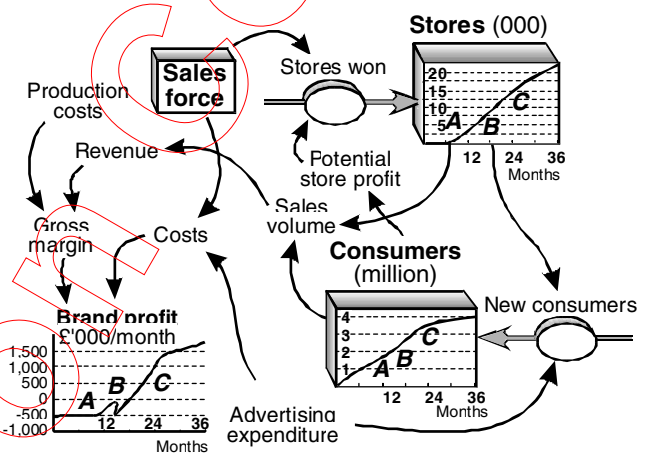 Stores (000)
Stores won
Sales
force
Production
costs
20
15
10
5
A
B
C
12
24
36
Months
Revenue
Potential
store profit
Sales
volume
Gross
margin
Costs
Consumers
(million)
4
3
2
1
A
B
C
12
24
36
Months
New consumers
Brand profit
£'000/month
1,500
1,000
500
0
-500
-1,000
A
B
C
12
24
36
Months
Advertising
expenditure